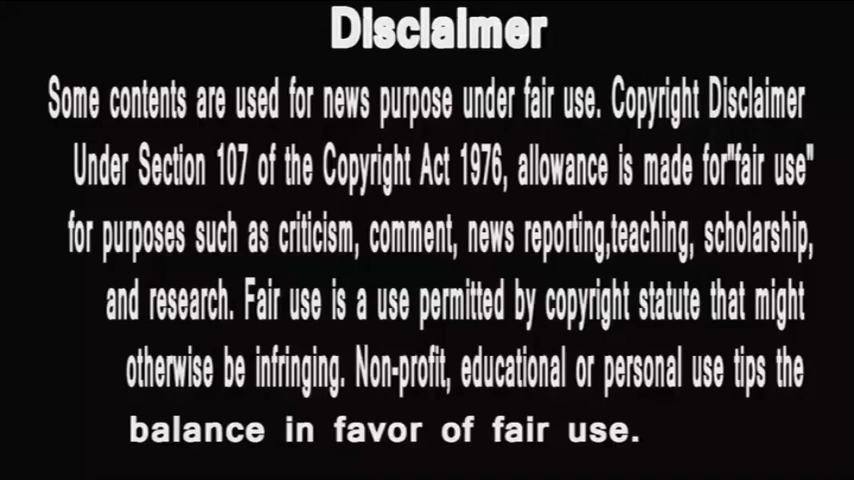 Disclaimer
Some contents are used for news purpose under fair use. Copyright Disclaimer
Under Section 107 of the Copyright Act 1976, allowance is made for"fair use"
for purposes such as criticism, comment, news reporting,teaching, scholarship,
and research. Fair use is a use permitted by copyright statute that might
otherwise be infringing. Non-profit, educational or personal use tips the
balance in favor of fair use.